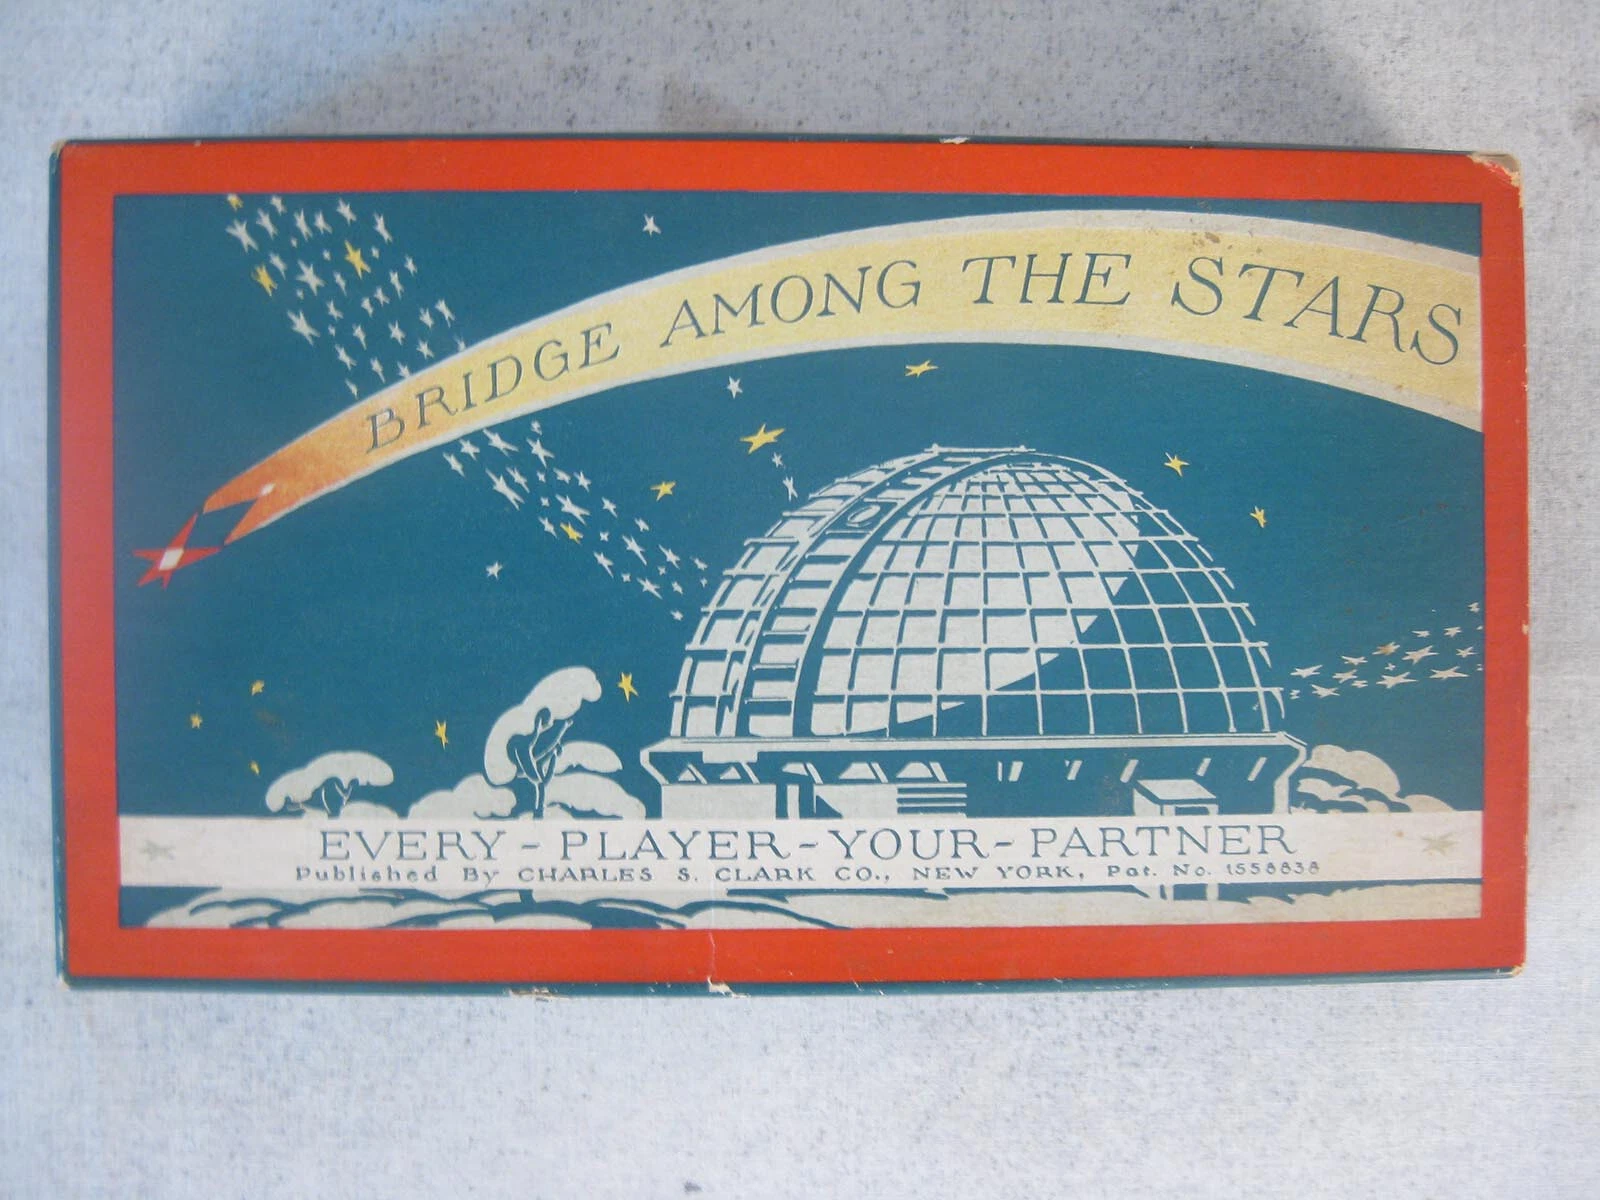 BRIDGE AMONG THE STARS
EVERY-PLAYER-YOUR-PARTNER
Published By CHARLES S. CLARK CO., NEW YORK, Pat. No. 1558838